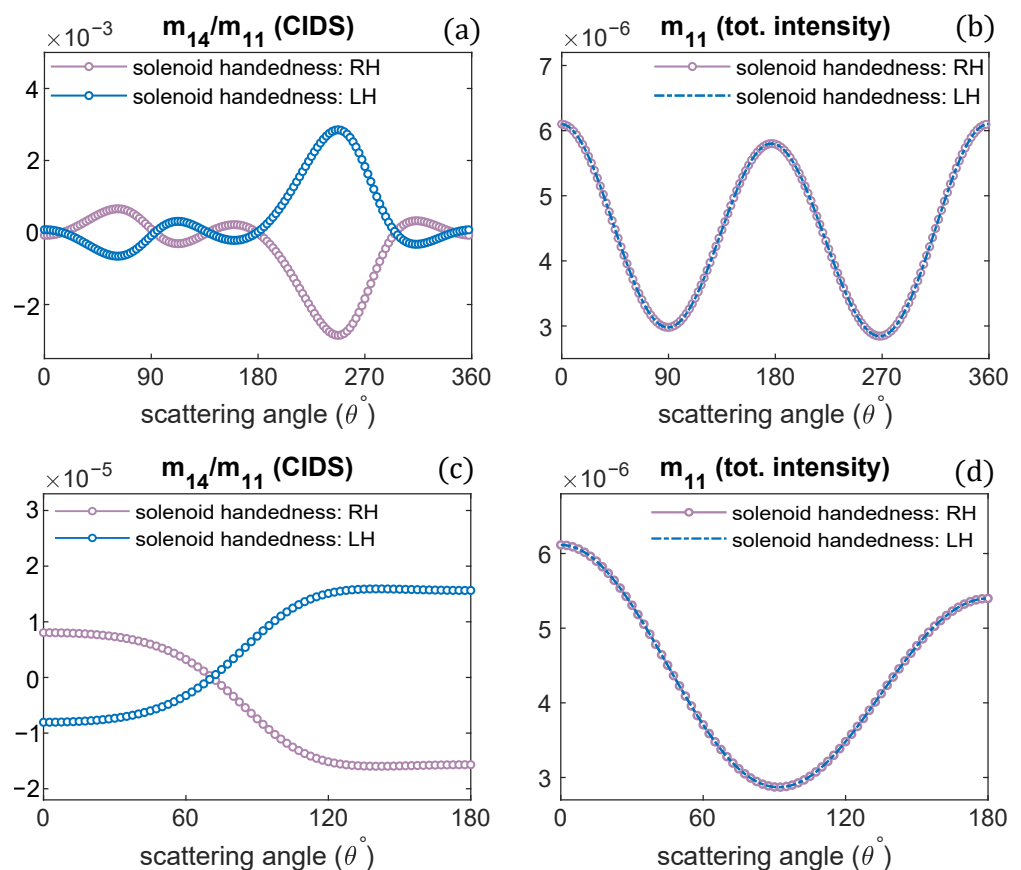 m₁₄/m₁₁ (CIDS)
(a)
×10⁻³
4
2
0
−2
solenoid handedness: RH
solenoid handedness: LH
0 90 180 270 360
scattering angle (θ°)
m₁₁ (tot. intensity)
(b)
×10⁻⁶
7
6
5
4
3
solenoid handedness: RH
solenoid handedness: LH
0 90 180 270 360
scattering angle (θ°)
m₁₄/m₁₁ (CIDS)
(c)
×10⁻⁵
3
2
1
0
−1
−2
solenoid handedness: RH
solenoid handedness: LH
0 60 120 180
scattering angle (θ°)
m₁₁ (tot. intensity)
(d)
×10⁻⁶
6
5
4
3
solenoid handedness: RH
solenoid handedness: LH
0 60 120 180
scattering angle (θ°)